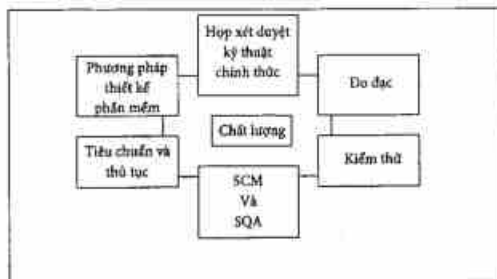 Họp xét duyệt
kỹ thuật
chính thức
Phương pháp
thiết kế
phần mềm
Đo đạc
Chất lượng
Tiêu chuẩn và
thủ tục
Kiểm thử
SCM
Và
SQA